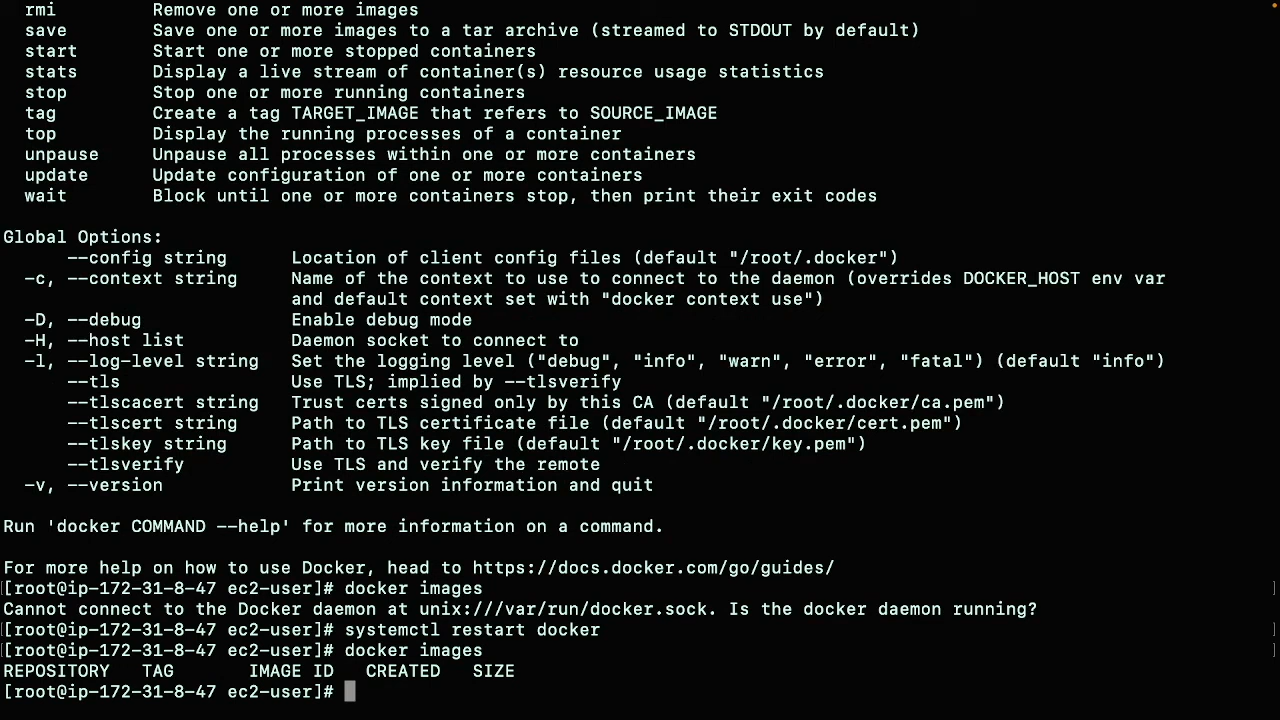 rmi Remove one or more images
save Save one or more images to a tar archive (streamed to STDOUT by default)
start Start one or more stopped containers
stats Display a live stream of container(s) resource usage statistics
stop Stop one or more running containers
tag Create a tag TARGET_IMAGE that refers to SOURCE_IMAGE
top Display the running processes of a container
unpause Unpause all processes within one or more containers
update Update configuration of one or more containers
wait Block until one or more containers stop, then print their exit codes
Global Options:
--config string Location of client config files (default "/root/.docker")
-c, --context string Name of the context to use to connect to the daemon (overrides DOCKER_HOST env var
and default context set with "docker context use")
-D, --debug Enable debug mode
-H, --host list Daemon socket to connect to
-l, --log-level string Set the logging level ("debug", "info", "warn", "error", "fatal") (default "info")
--tls Use TLS; implied by --tlsverify
--tlscacert string Trust certs signed only by this CA (default "/root/.docker/ca.pem")
--tlscert string Path to TLS certificate file (default "/root/.docker/cert.pem")
--tlskey string Path to TLS key file (default "/root/.docker/key.pem")
--tlsverify Use TLS and verify the remote
-v, --version Print version information and quit
Run 'docker COMMAND --help' for more information on a command.
For more help on how to use Docker, head to https://docs.docker.com/go/guides/
[root@ip-172-31-8-47 ec2-user]# docker images ]
Cannot connect to the Docker daemon at unix:///var/run/docker.sock. Is the docker daemon running?
[root@ip-172-31-8-47 ec2-user]# systemctl restart docker ]
[root@ip-172-31-8-47 ec2-user]# docker images ]
REPOSITORY TAG IMAGE ID CREATED SIZE
[root@ip-172-31-8-47 ec2-user]#